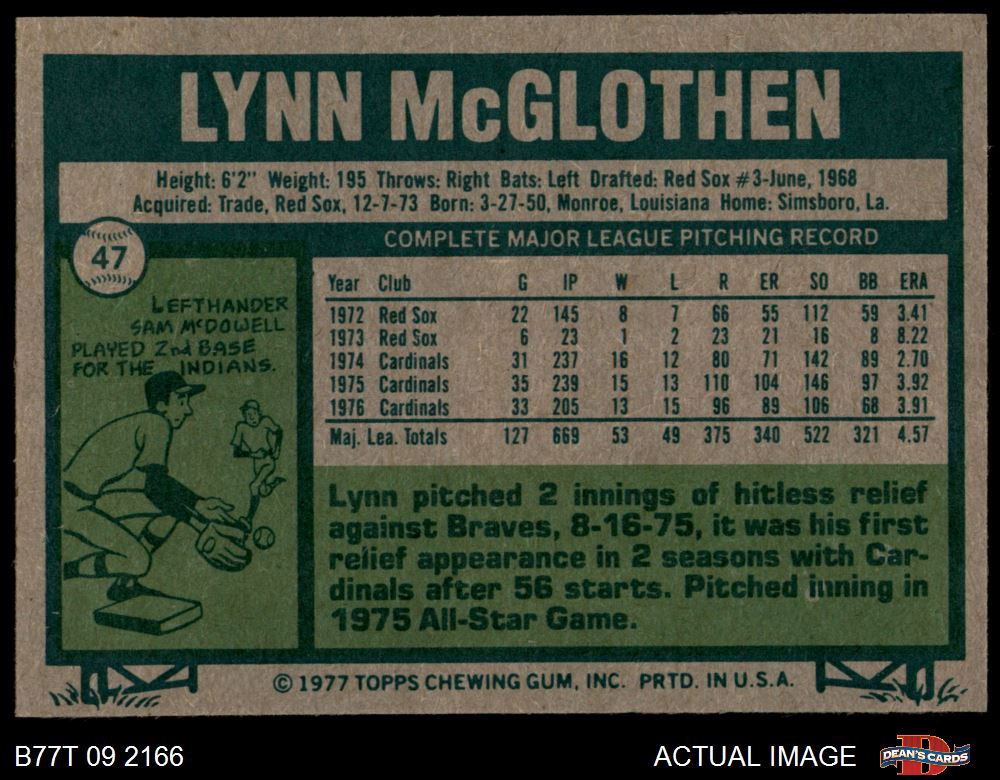 LYNN McGLOTHEN
Height: 6'2" Weight: 195 Throws: Right Bats: Left Drafted: Red Sox #3-June, 1968
Acquired: Trade, Red Sox, 12-7-73 Born: 3-27-50, Monroe, Louisiana Home: Simsboro, La.
47
LEFTHANDER
SAM McDOWELL
PLAYED 2nd BASE
FOR THE INDIANS.
COMPLETE MAJOR LEAGUE PITCHING RECORD
Year Club G IP W L R ER SO BB ERA
1972 Red Sox 22 145 8 7 66 55 112 59 3.41
1973 Red Sox 6 23 1 2 23 21 16 8 8.22
1974 Cardinals 31 237 16 12 80 71 142 89 2.70
1975 Cardinals 35 239 15 13 110 104 146 97 3.92
1976 Cardinals 33 205 13 15 96 89 106 68 3.91
Maj. Lea. Totals 127 669 53 49 375 340 522 321 4.57
Lynn pitched 2 innings of hitless relief
against Braves, 8-16-75, it was his first
relief appearance in 2 seasons with Car-
dinals after 56 starts. Pitched inning in
1975 All-Star Game.
© 1977 TOPPS CHEWING GUM, INC. PRTD. IN U.S.A.
B77T 09 2166
ACTUAL IMAGE
D
DEAN'S CARDS